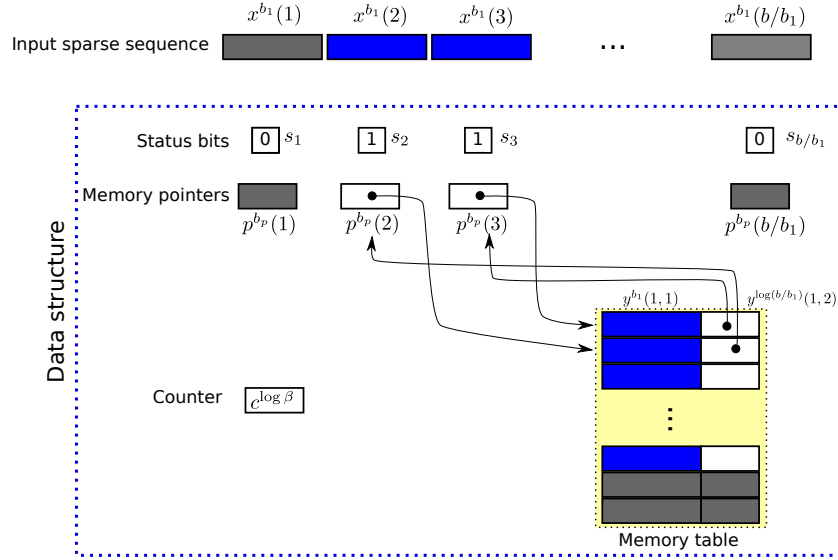 x^{b_1}(1) x^{b_1}(2) x^{b_1}(3) x^{b_1}(b/b_1)
Input sparse sequence ...
Status bits 0 s_1 1 s_2 1 s_3 0 s_{b/b_1}
Memory pointers
p^{b_p}(1) p^{b_p}(2) p^{b_p}(3) p^{b_p}(b/b_1)
Data structure
y^{b_1}(1,1) y^{\log(b/b_1)}(1,2)
Counter c^{\log β}
⋮
Memory table